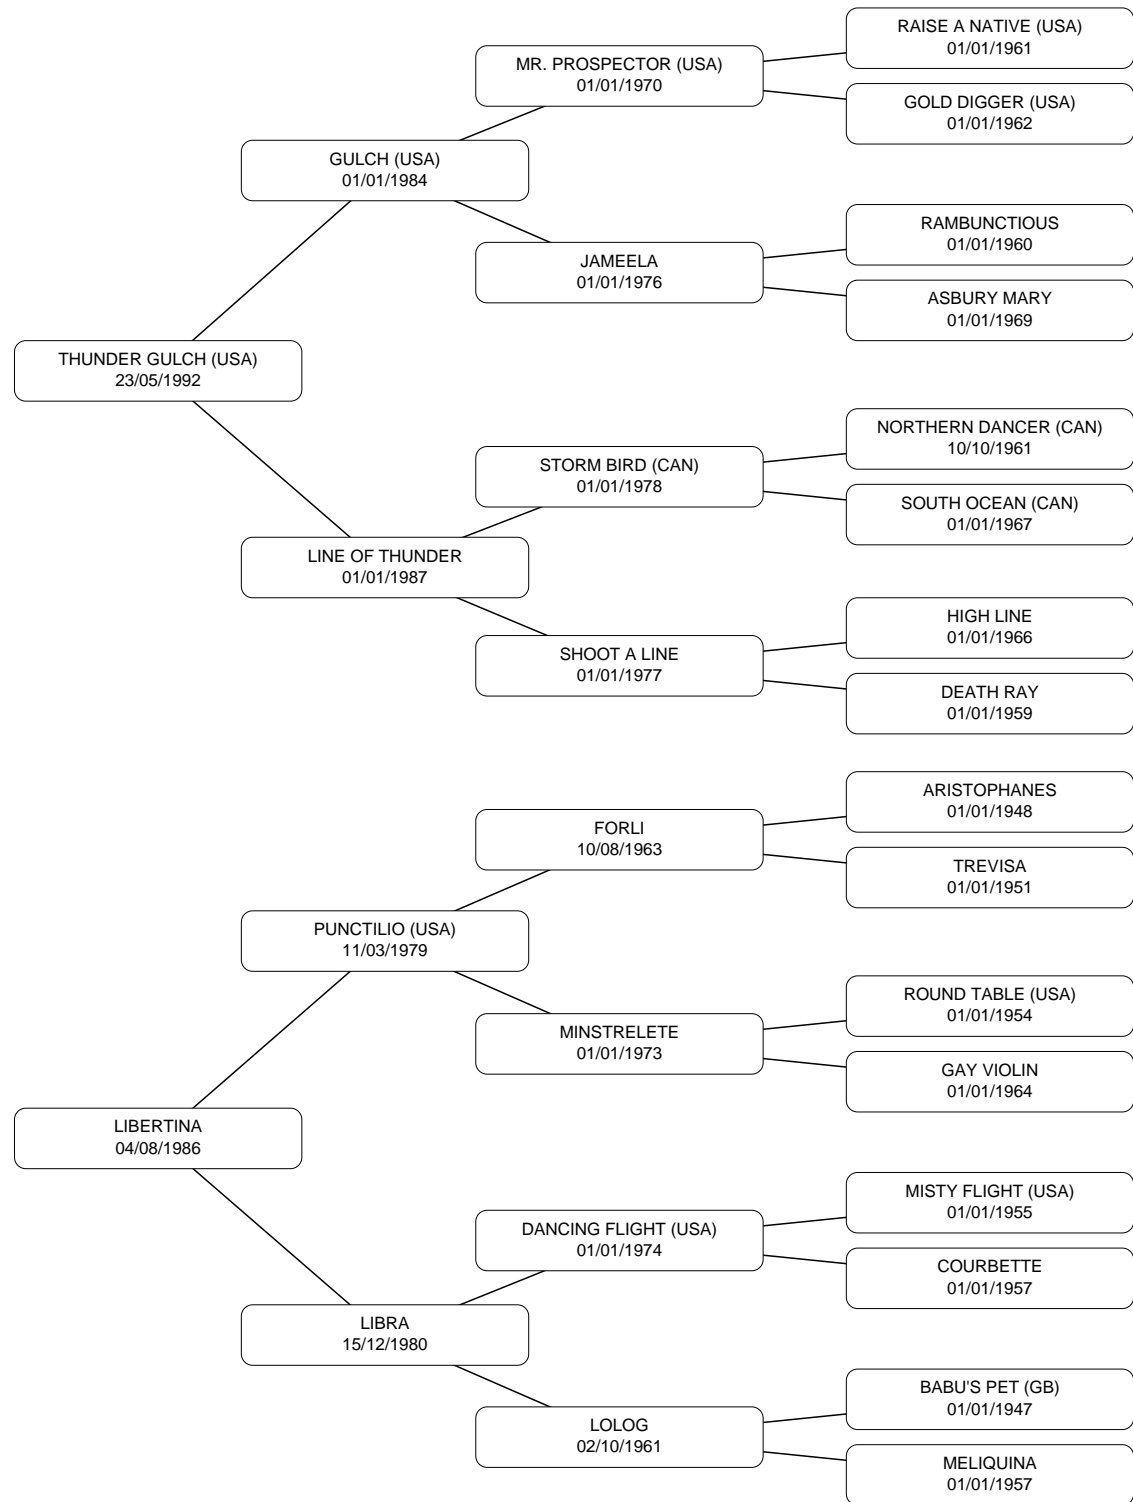 RAISE A NATIVE (USA)
01/01/1961
MR. PROSPECTOR (USA)
01/01/1970
GOLD DIGGER (USA)
01/01/1962
GULCH (USA)
01/01/1984
RAMBUNCTIOUS
01/01/1960
JAMEELA
01/01/1976
ASBURY MARY
01/01/1969
THUNDER GULCH (USA)
23/05/1992
NORTHERN DANCER (CAN)
10/10/1961
STORM BIRD (CAN)
01/01/1978
SOUTH OCEAN (CAN)
01/01/1967
LINE OF THUNDER
01/01/1987
HIGH LINE
01/01/1966
SHOOT A LINE
01/01/1977
DEATH RAY
01/01/1959
ARISTOPHANES
01/01/1948
FORLI
10/08/1963
TREVISA
01/01/1951
PUNCTILIO (USA)
11/03/1979
ROUND TABLE (USA)
01/01/1954
MINSTRELETE
01/01/1973
GAY VIOLIN
01/01/1964
LIBERTINA
04/08/1986
MISTY FLIGHT (USA)
01/01/1955
DANCING FLIGHT (USA)
01/01/1974
COURBETTE
01/01/1957
LIBRA
15/12/1980
BABU'S PET (GB)
01/01/1947
LOLOG
02/10/1961
MELIQUINA
01/01/1957